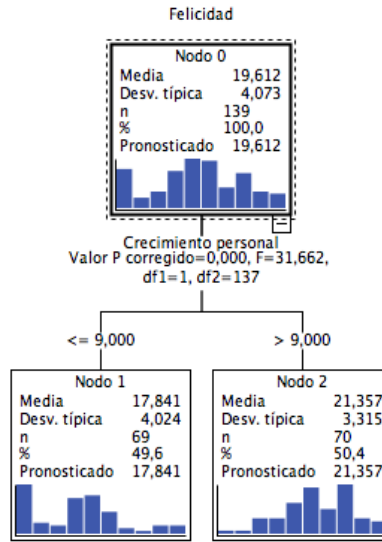 Felicidad
Nodo 0
Media 19,612
Desv. típica 4,073
n 139
% 100,0
Pronosticado 19,612
Crecimiento personal
Valor P corregido=0,000, F=31,662,
df1=1, df2=137
<= 9,000
> 9,000
Nodo 1
Media 17,841
Desv. típica 4,024
n 69
% 49,6
Pronosticado 17,841
Nodo 2
Media 21,357
Desv. típica 3,315
n 70
% 50,4
Pronosticado 21,357